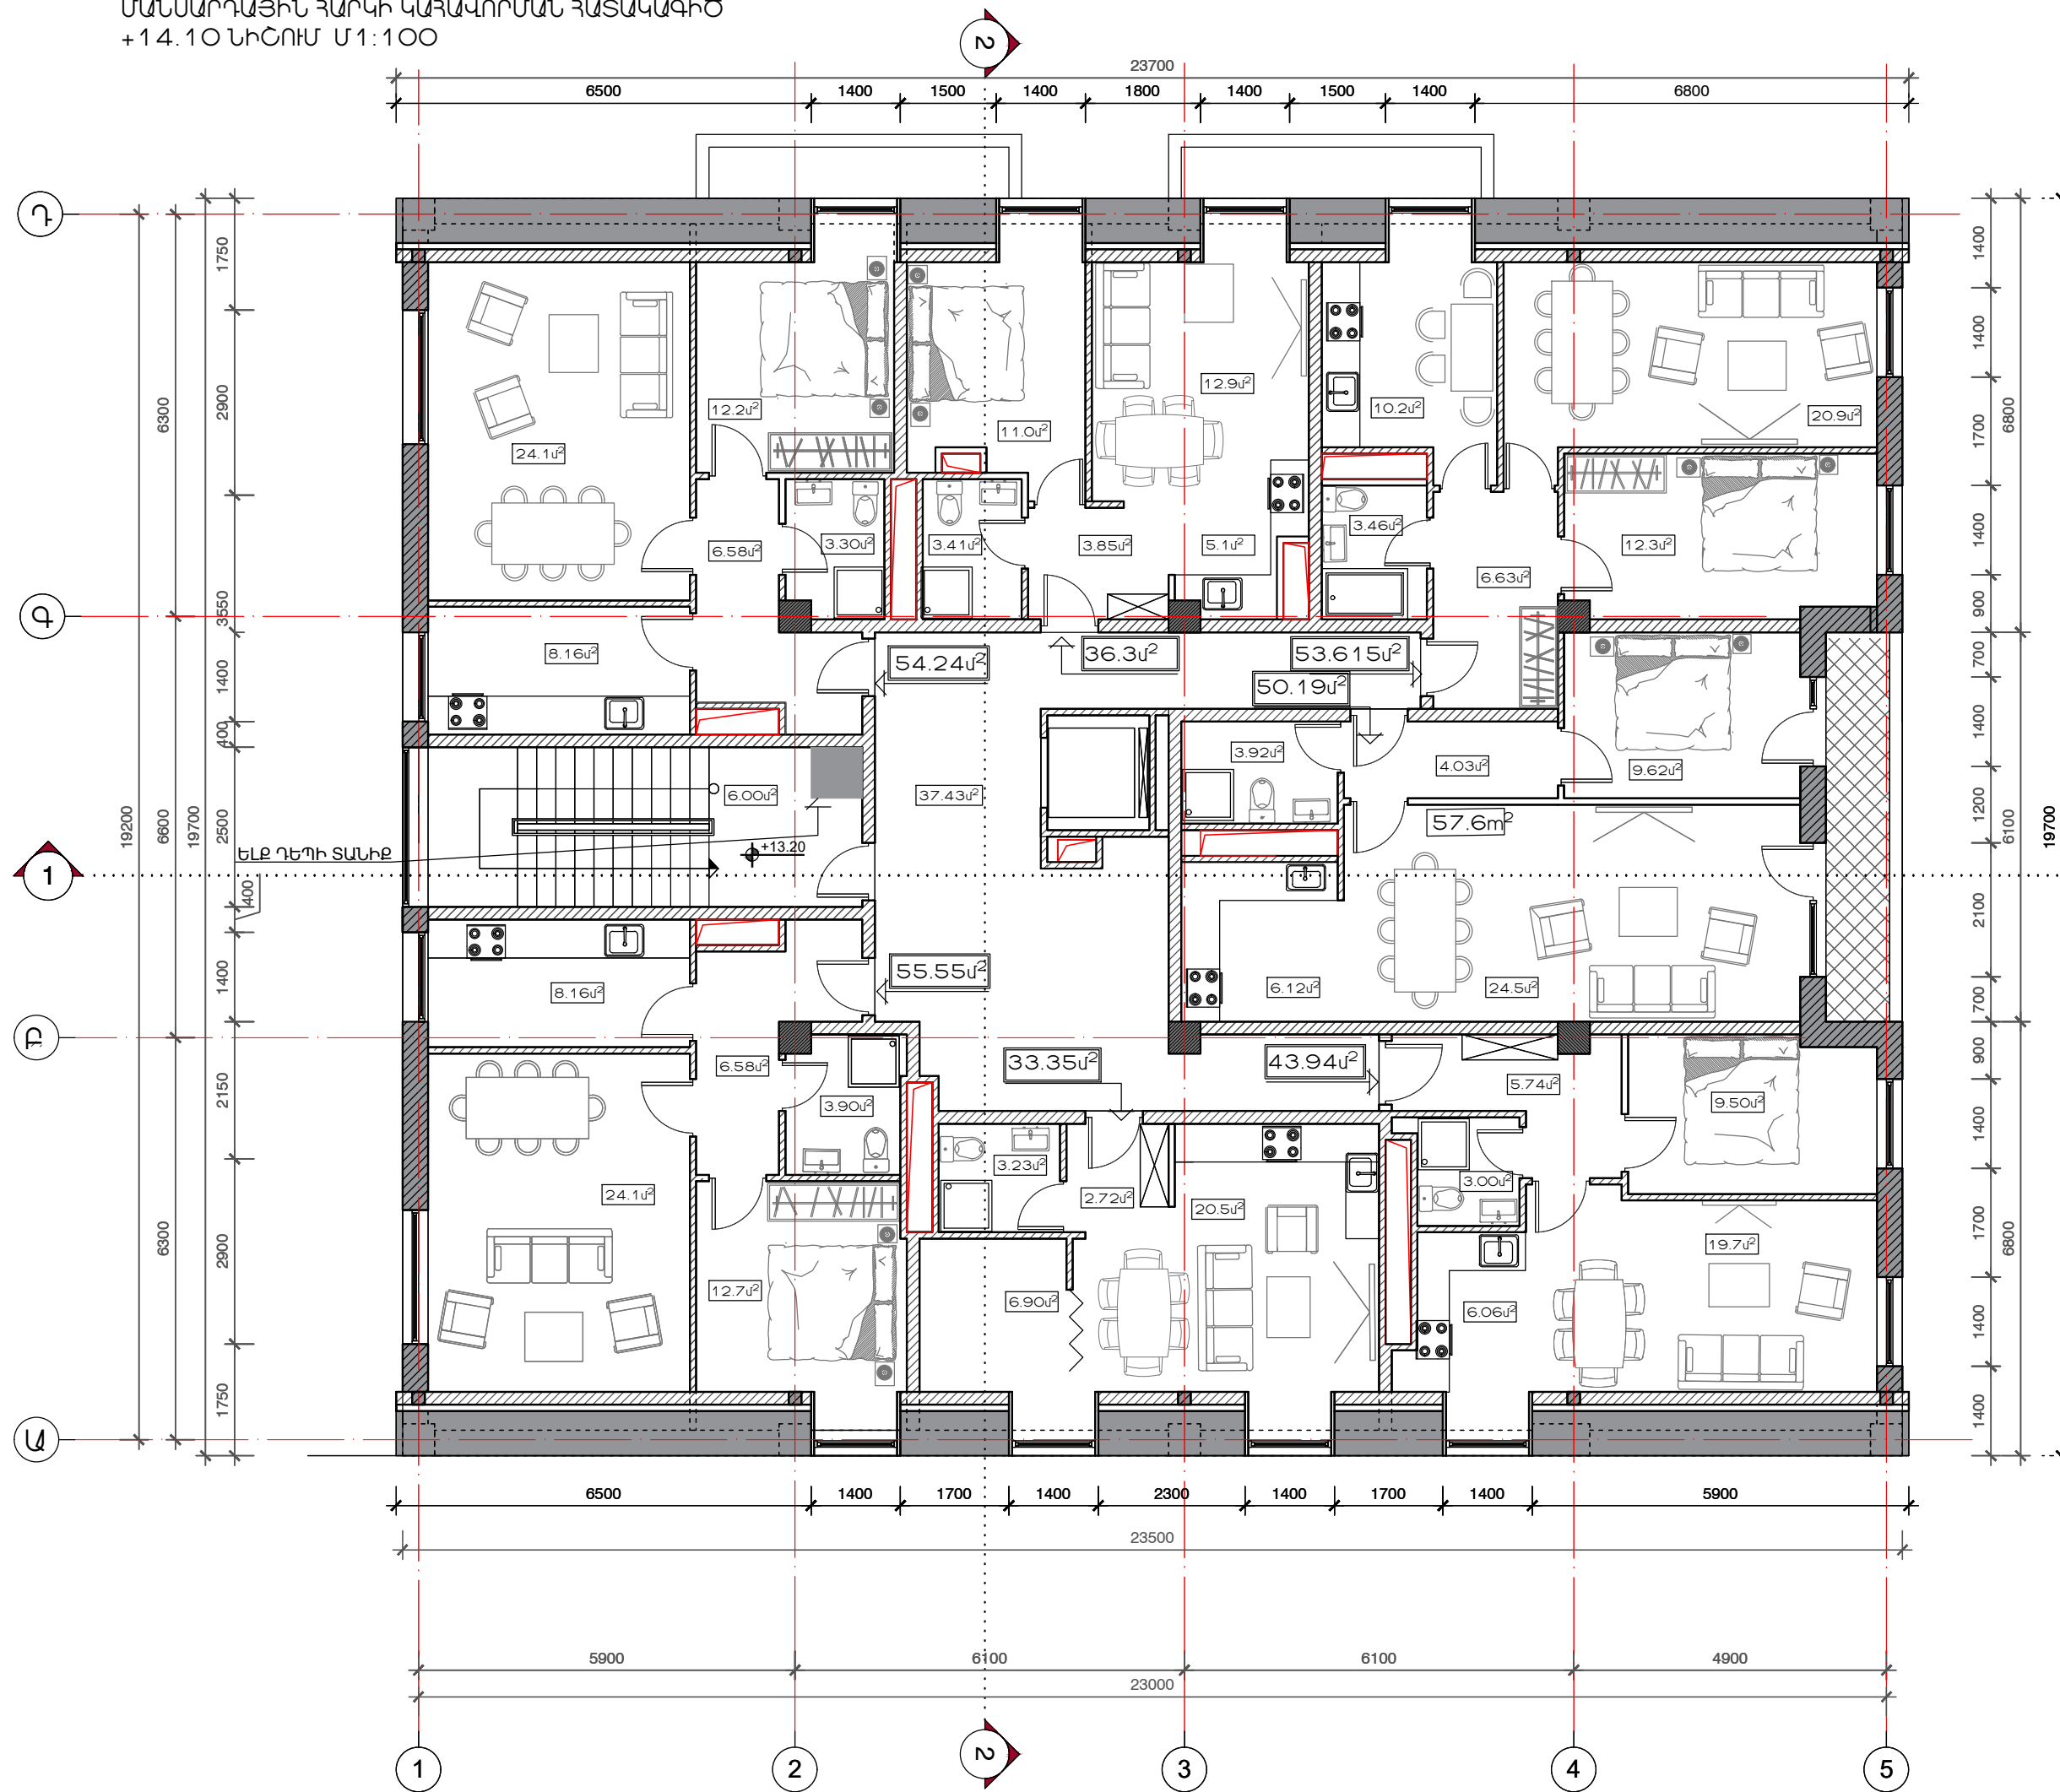 ՄԱՆՍԱՐԴԱՅԻՆ ՀԱՐԿԻ ԿԱՀԱՎՈՐՄԱՆ ՀԱՏԱԿԱԳԻԾ
+14.10 ՆԻՇՈՒՄ Մ1:100
2
23700
6500 1400 1500 1400 1800 1400 1500 1400 6800
Դ
Գ
Բ
Ա
1
19200
6300 6600 6300
19700
1750 2900 3550 1400 400 2500 400 1400 2150 2900 1750
24.1մ²
12.2մ²
11.0մ²
12.9մ²
10.2մ²
20.9մ²
6.58մ²
3.30մ²
3.41մ²
3.85մ²
5.1մ²
3.46մ²
6.63մ²
12.3մ²
8.16մ²
54.24մ²
36.3մ²
53.615մ²
50.19մ²
3.92մ²
4.03մ²
9.62մ²
6.00մ²
37.43մ²
57.6m²
ԵԼՔ ԴԵՊԻ ՏԱՆԻՔ
+13.20
8.16մ²
55.55մ²
6.12մ²
24.5մ²
33.35մ²
43.94մ²
6.58մ²
3.90մ²
5.74մ²
9.50մ²
24.1մ²
3.23մ²
2.72մ²
20.5մ²
3.00մ²
19.7մ²
12.7մ²
6.90մ²
6.06մ²
1400 1400 1700 1400 900 700 1400 1200 2100 700 900 1400 1700 1400 1400
6800 6100 6800
19700
6500 1400 1700 1400 2300 1400 1700 1400 5900
23500
5900 6100 6100 4900
23000
1 2 2 3 4 5